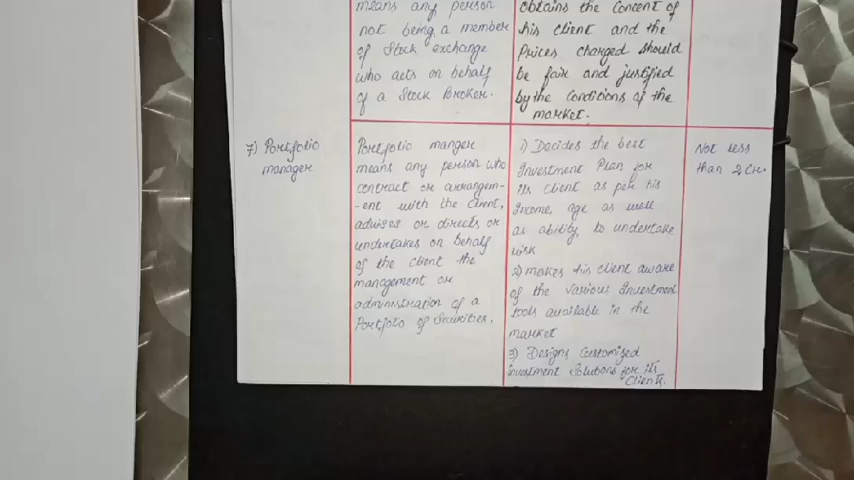 means any person
not being a member
of Stock exchange
who acts on behalf
of a Stock Broker.
obtains the Concent of
his client and the
Prices charged should
be fair and justified
by the Conditions of the
market.
7) Portfolio
manager
Portfolio manger
means any person who
contract or arrangem-
-ent with the client,
advises or directs or
undertakes on behalf
of the client the
management or
administration of a
Portfolio of Securities.
1) Decides the best
Investment Plan for
its client as per his
Income, age as well
as ability to undertake
risk
2) makes his client aware
of the various Investment
tools available in the
market
3) Designs Customized
investment Solutions for its
Clients.
Not less
than 2 Cr.